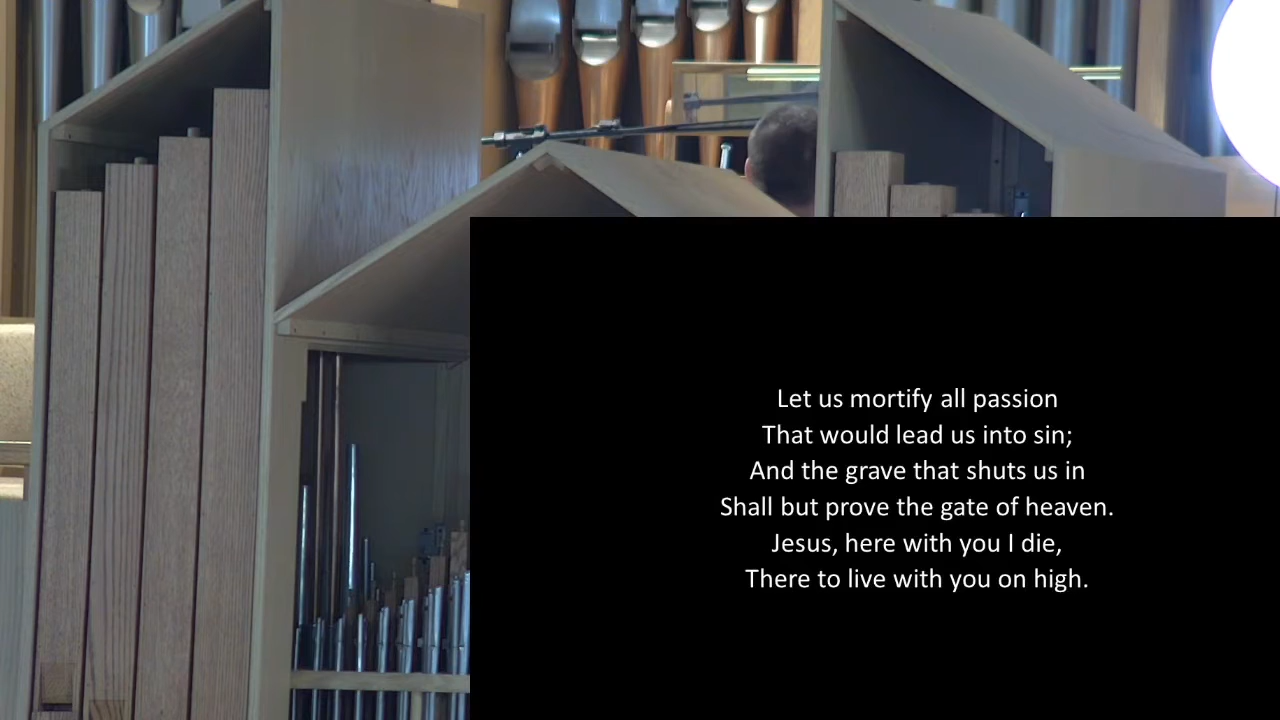 Let us mortify all passion
That would lead us into sin;
And the grave that shuts us in
Shall but prove the gate of heaven.
Jesus, here with you I die,
There to live with you on high.